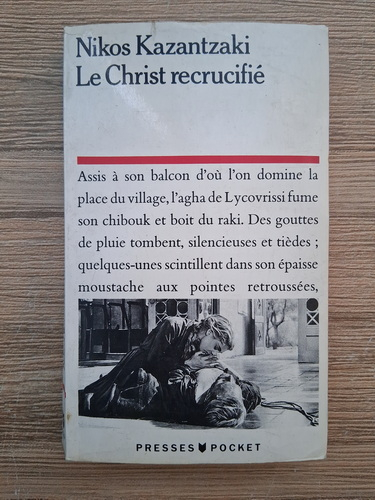 Nikos Kazantzaki
Le Christ recrucifié
Assis à son balcon d'où l'on domine la
place du village, l'agha de Lycovrissi fume
son chibouk et boit du raki. Des gouttes
de pluie tombent, silencieuses et tièdes ;
quelques-unes scintillent dans son épaisse
moustache aux pointes retroussées,
PRESSES POCKET